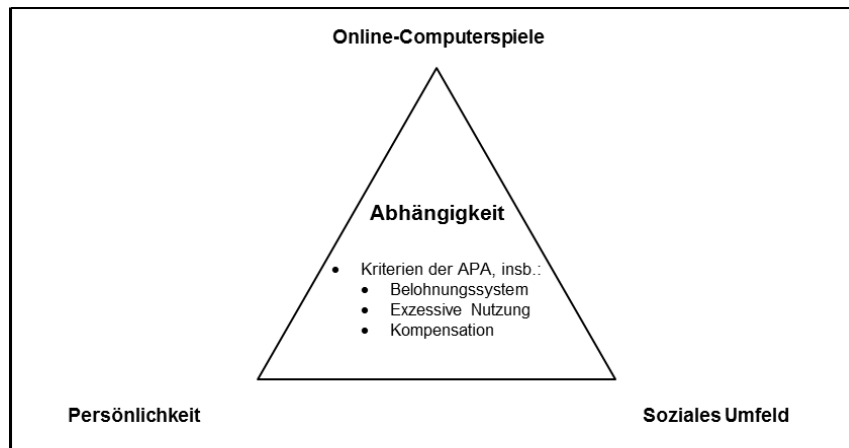 Online-Computerspiele
Abhängigkeit
• Kriterien der APA, insb.:
• Belohnungssystem
• Exzessive Nutzung
• Kompensation
Persönlichkeit
Soziales Umfeld